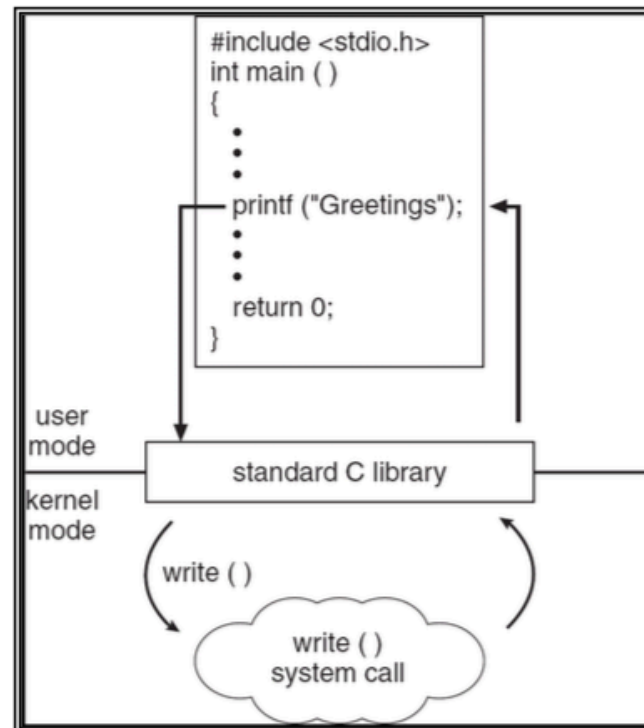 #include <stdio.h>
int main ( )
{
•
•
•
printf ("Greetings");
•
•
•
return 0;
}
user
mode
standard C library
kernel
mode
write ( )
write ( )
system call